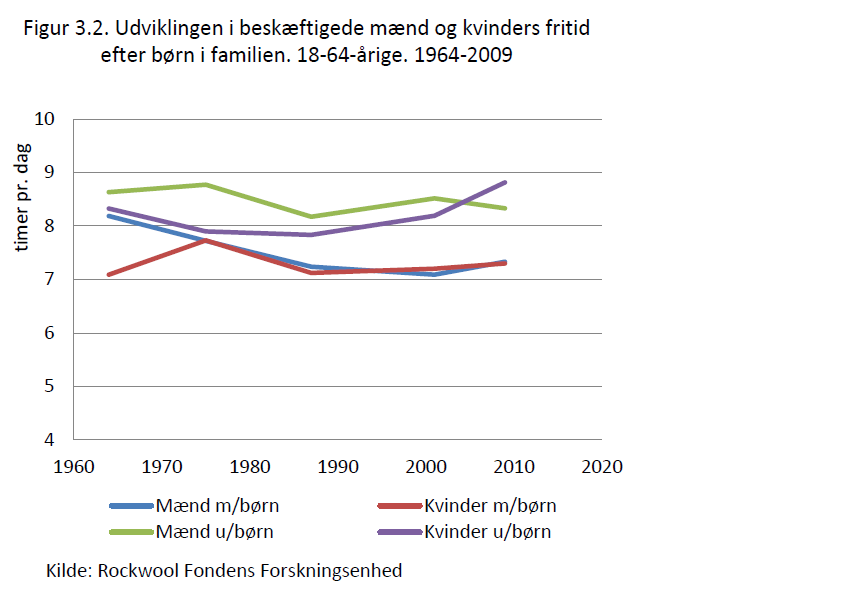 Figur 3.2. Udviklingen i beskæftigede mænd og kvinders fritid
efter børn i familien. 18-64-årige. 1964-2009
timer pr. dag
10
9
8
7
6
5
4
1960 1970 1980 1990 2000 2010 2020
Mænd m/børn Kvinder m/børn
Mænd u/børn Kvinder u/børn
Kilde: Rockwool Fondens Forskningsenhed